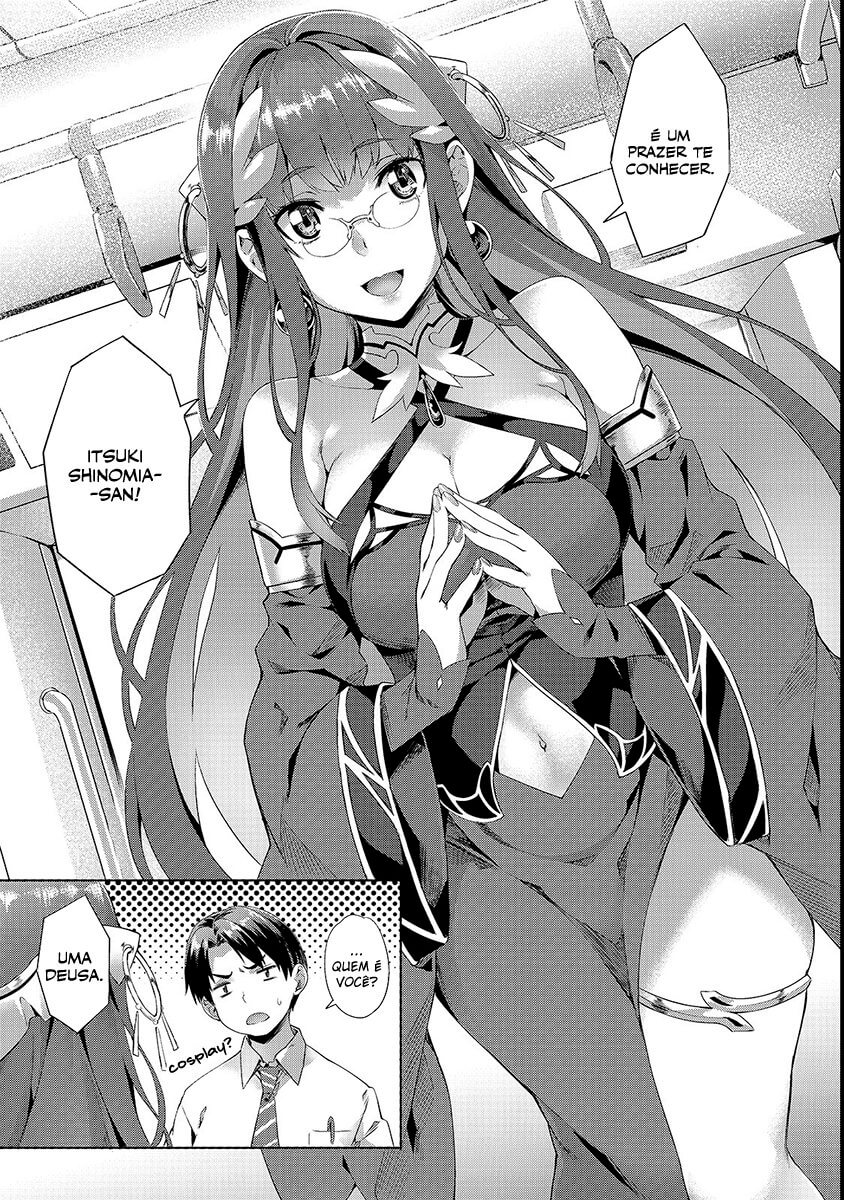 É UM
PRAZER TE
CONHECER.
ITSUKI
SHINOMIA-
-SAN!
...
QUEM É
VOCÊ?
cosplay?
UMA
DEUSA.